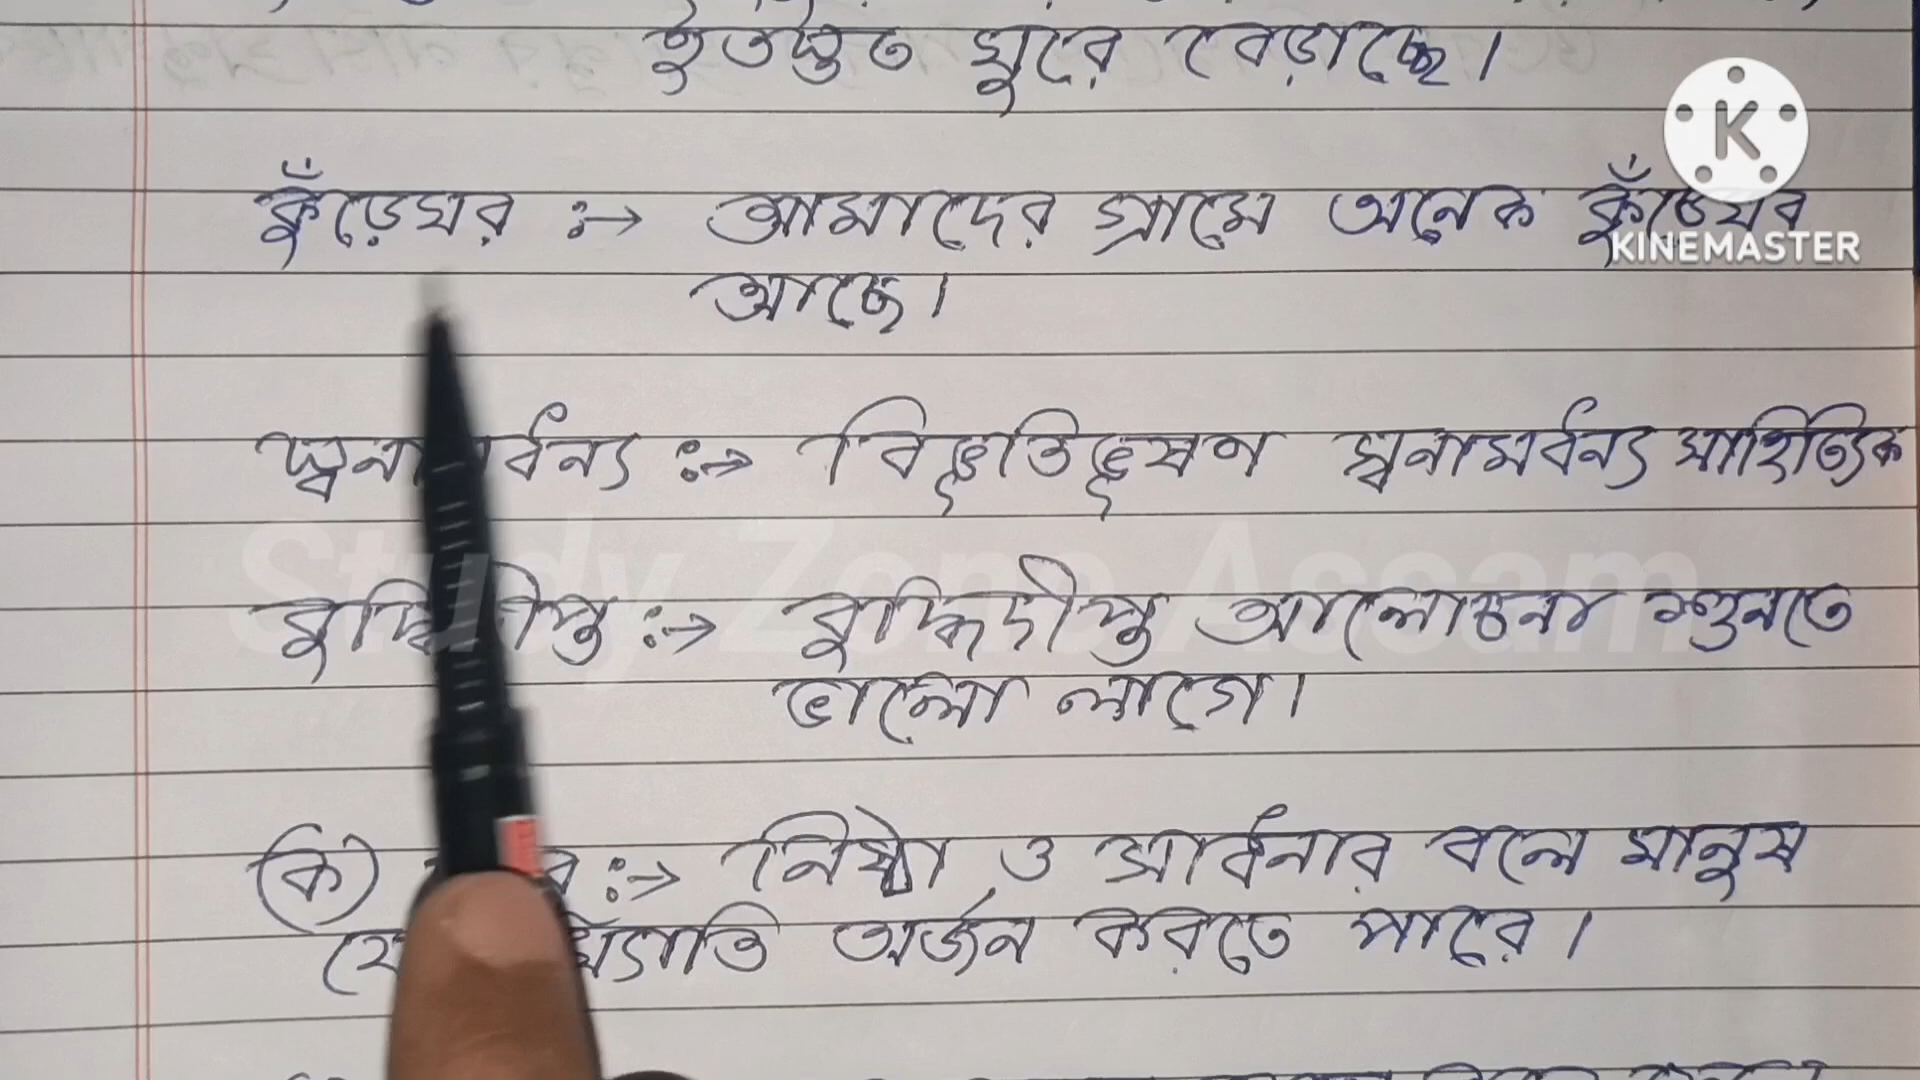 ইতস্তত ঘুরে বেড়াচ্ছে।
KINEMASTER
কুঁড়েঘর :→ আমাদের গ্রামে অনেক কুঁড়েঘর
আছে।
:→ বিভূতিভূষণ স্বনামধন্য সাহিত্যিক
:→ বুদ্ধিদীপ্ত আলোচনা শুনতে
ভালো লাগে।
Study Zone Assam
(ক) :→ নিষ্ঠা ও সাধনার বলে মানুষ
অর্জন করিতে পারে।